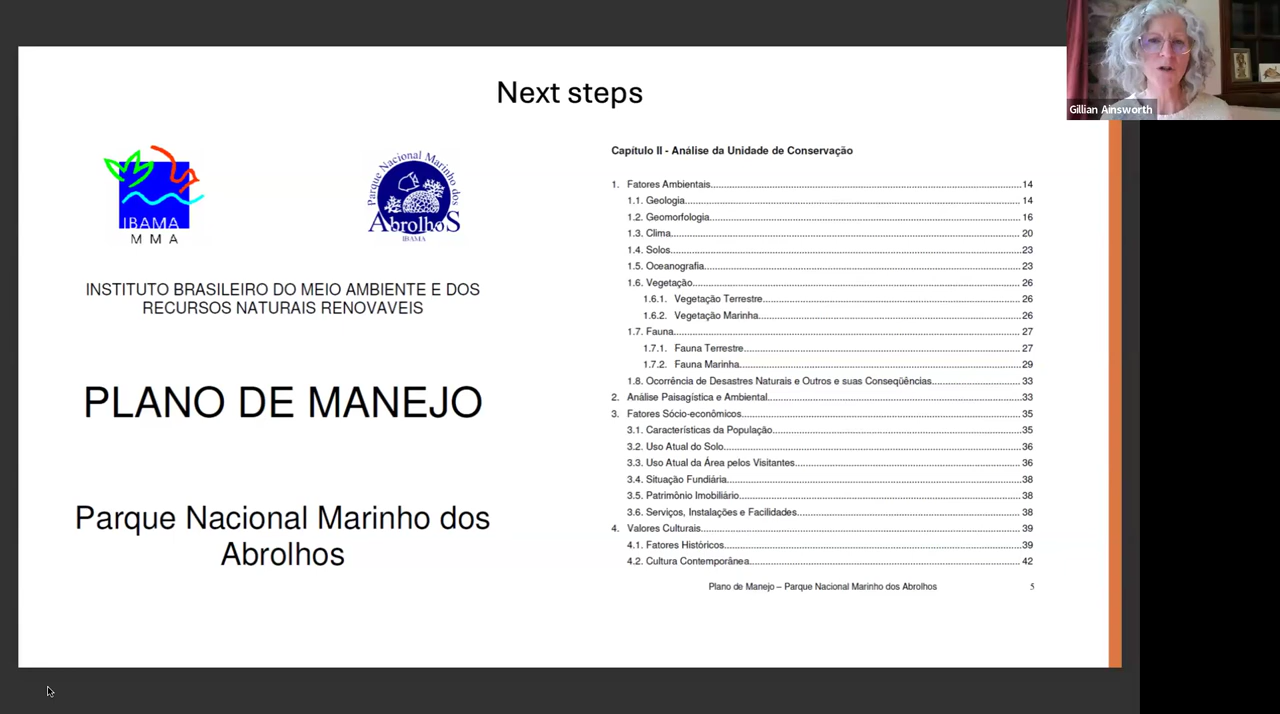 Gillian Ainsworth
Next steps
IBAMA
M M A
Parque Nacional Marinho dos
AbrolhoS
IBAMA
INSTITUTO BRASILEIRO DO MEIO AMBIENTE E DOS
RECURSOS NATURAIS RENOVAVEIS
PLANO DE MANEJO
Parque Nacional Marinho dos
Abrolhos
Capítulo II - Análise da Unidade de Conservação
1. Fatores Ambientais 14
1.1. Geologia 14
1.2. Geomorfologia 16
1.3. Clima 20
1.4. Solos 23
1.5. Oceanografia 23
1.6. Vegetação 26
1.6.1. Vegetação Terrestre 26
1.6.2. Vegetação Marinha 26
1.7. Fauna 27
1.7.1. Fauna Terrestre 27
1.7.2. Fauna Marinha 29
1.8. Ocorrência de Desastres Naturais e Outros e suas Conseqüências 33
2. Análise Paisagística e Ambiental 33
3. Fatores Sócio-econômicos 35
3.1. Características da População 35
3.2. Uso Atual do Solo 36
3.3. Uso Atual da Área pelos Visitantes 36
3.4. Situação Fundiária 38
3.5. Patrimônio Imobiliário 38
3.6. Serviços, Instalações e Facilidades 38
4. Valores Culturais 39
4.1. Fatores Históricos 39
4.2. Cultura Contemporânea 42
Plano de Manejo – Parque Nacional Marinho dos Abrolhos 5